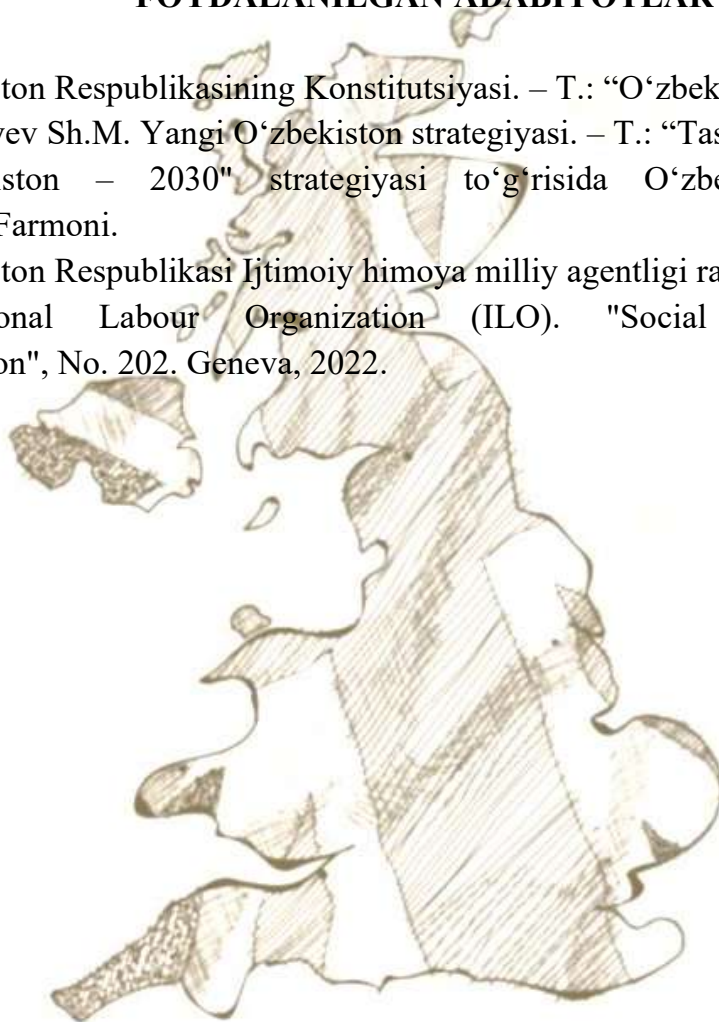 FOYDALANILGAN ADABIYOTLAR
ton Respublikasining Konstitutsiyasi. – T.: “O‘zbek
yev Sh.M. Yangi O‘zbekiston strategiyasi. – T.: “Tas
iston – 2030" strategiyasi to‘g‘risida O‘zbe
Farmoni.
ton Respublikasi Ijtimoiy himoya milliy agentligi ra
onal Labour Organization (ILO). "Social
on", No. 202. Geneva, 2022.